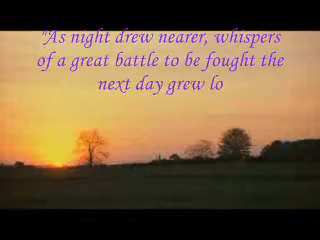 "As night drew nearer, whispers
of a great battle to be fought the
next day grew lo